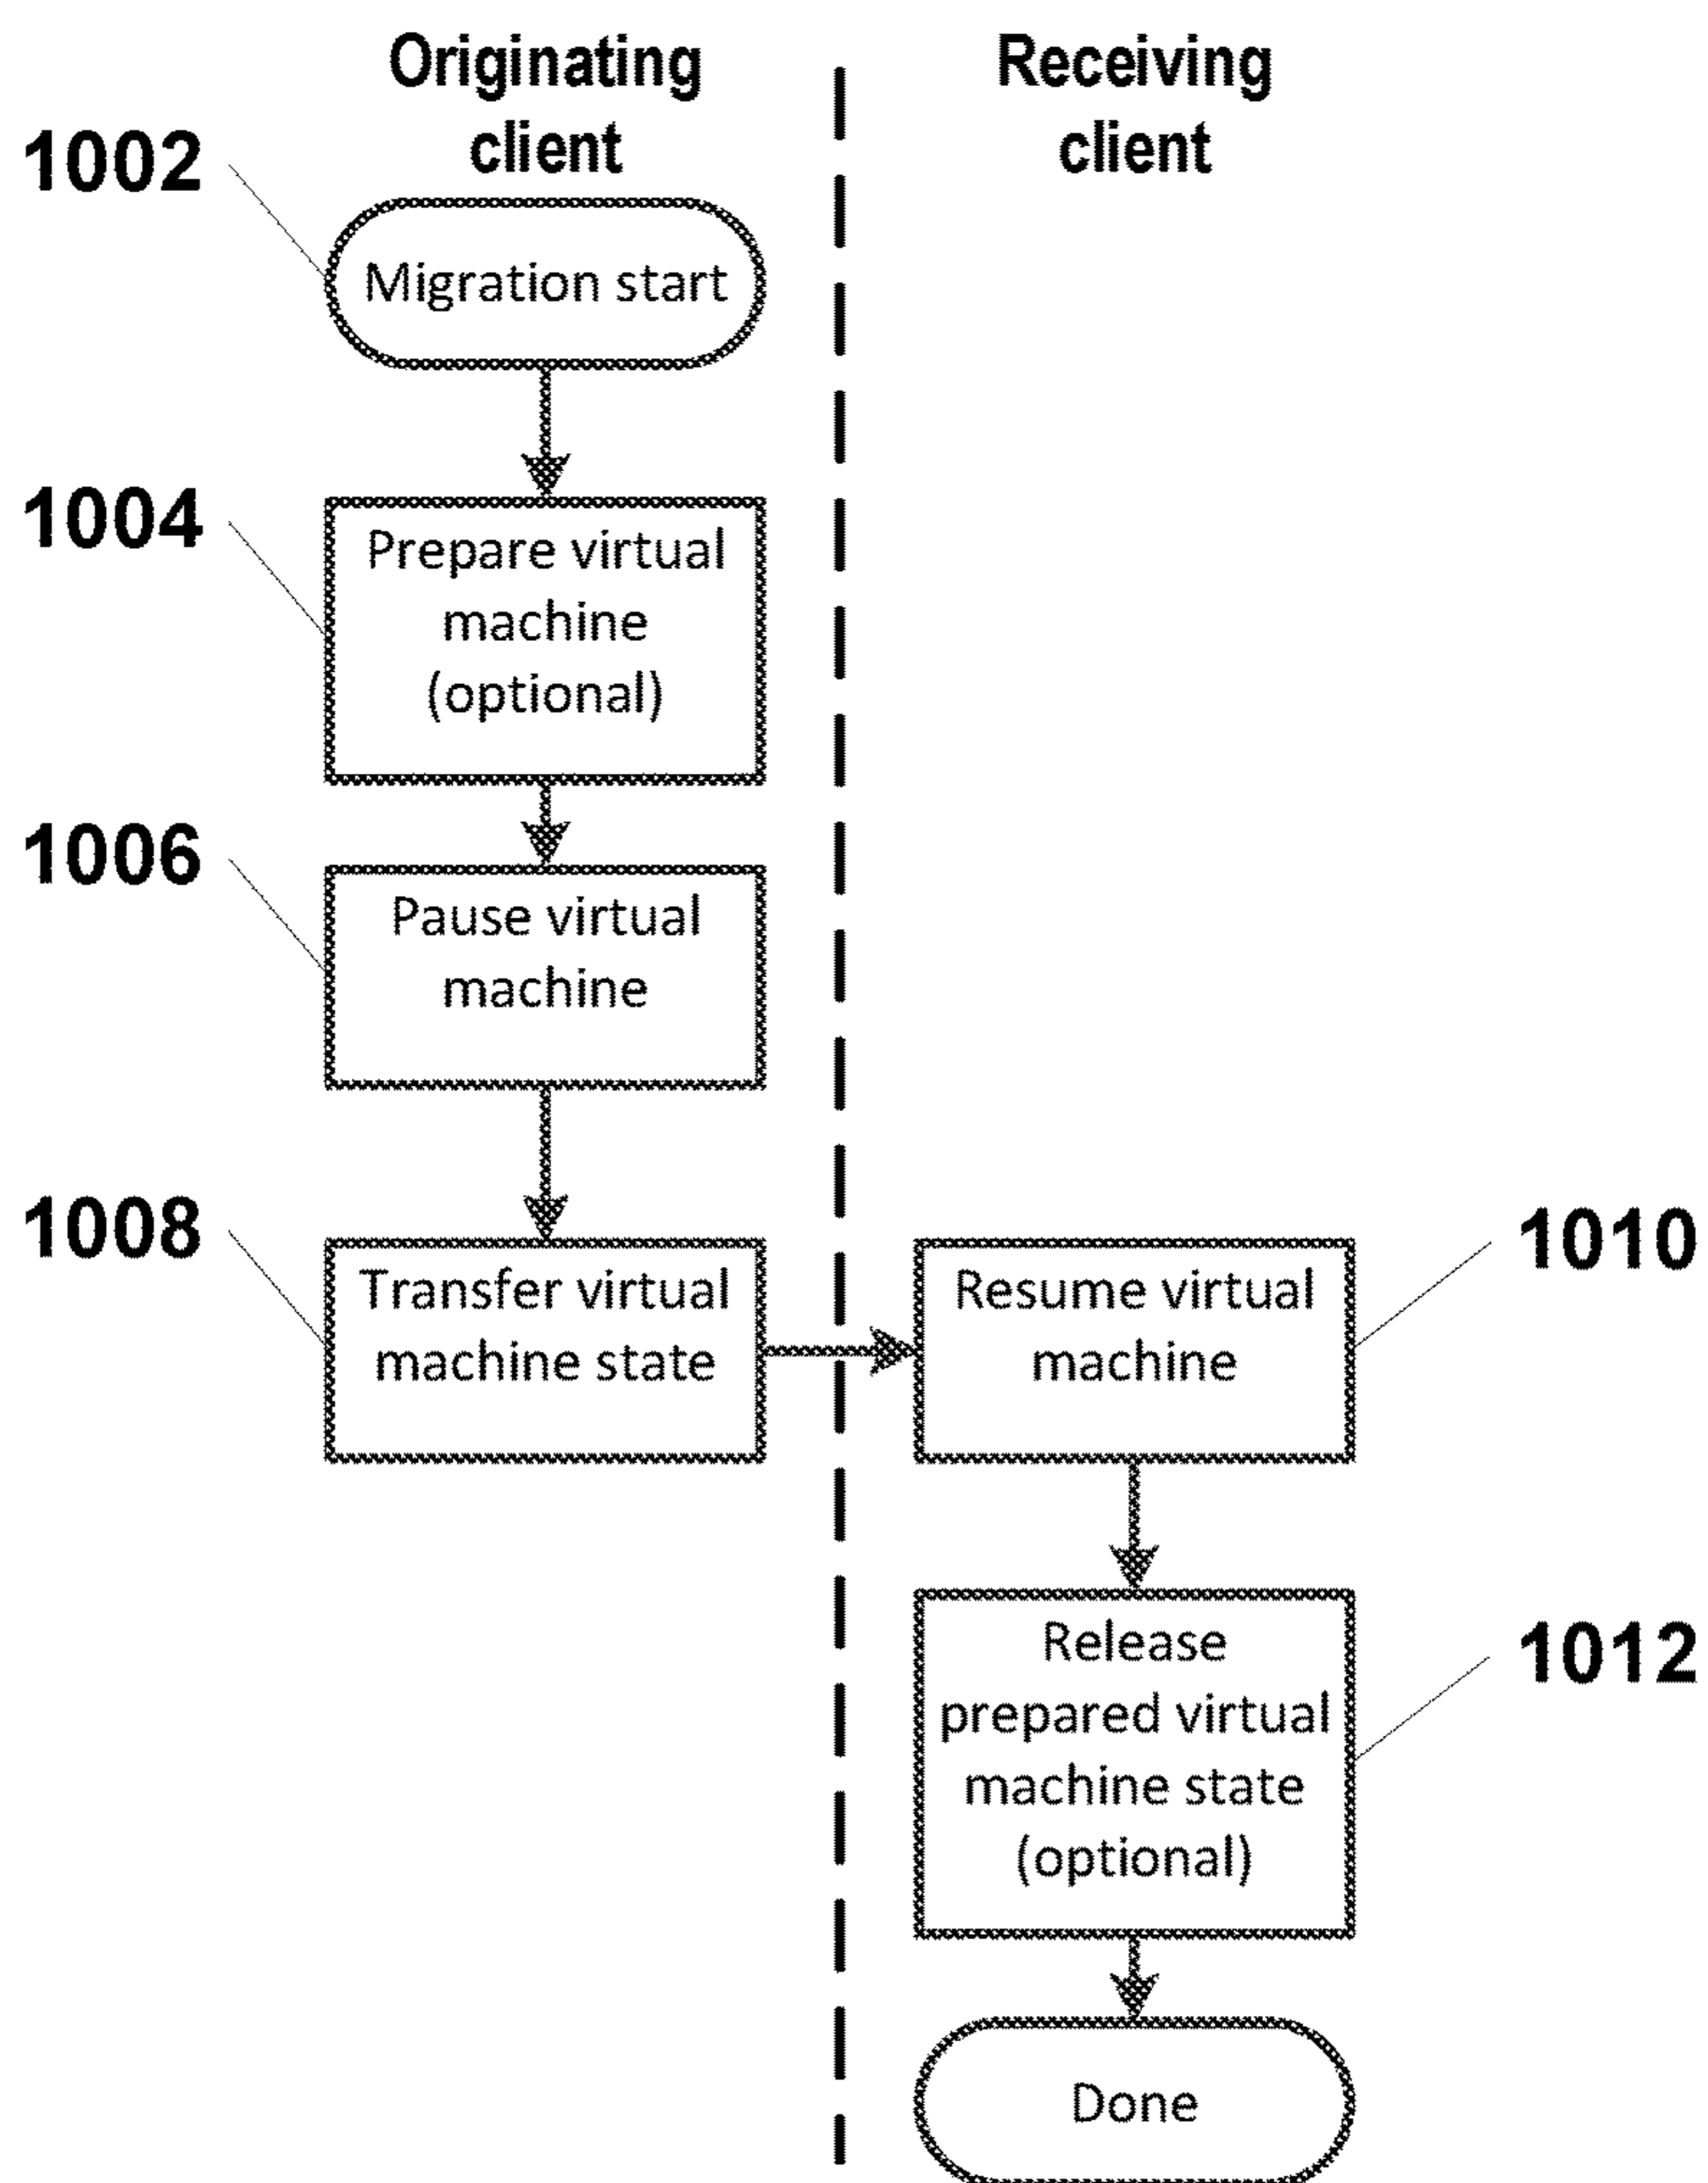 Originating
client
Receiving
client
1002
Migration start
1004
Prepare virtual
machine
(optional)
1006
Pause virtual
machine
1008
Transfer virtual
machine state
Resume virtual
machine
1010
Release
prepared virtual
machine state
(optional)
1012
Done